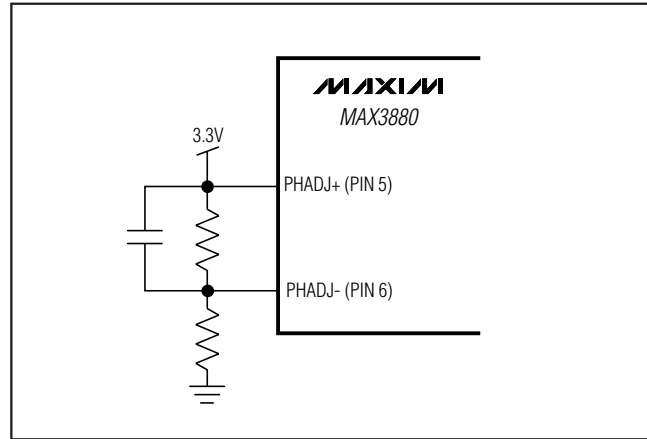 MAXIM
MAX3880
3.3V
PHADJ+ (PIN 5)
PHADJ- (PIN 6)